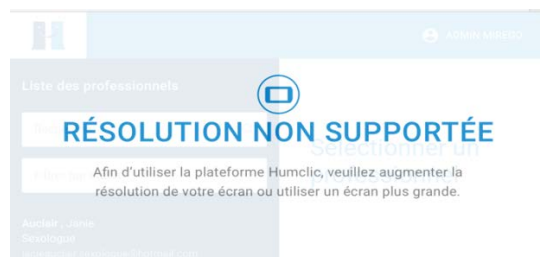 ADMIN MIREGO
Liste des professionnels
RÉSOLUTION NON SUPPORTÉE
Sélectionner un
professionnel
Afin d'utiliser la plateforme Humclic, veuillez augmenter la
résolution de votre écran ou utiliser un écran plus grande.
Auclair, Janie
Sexologue